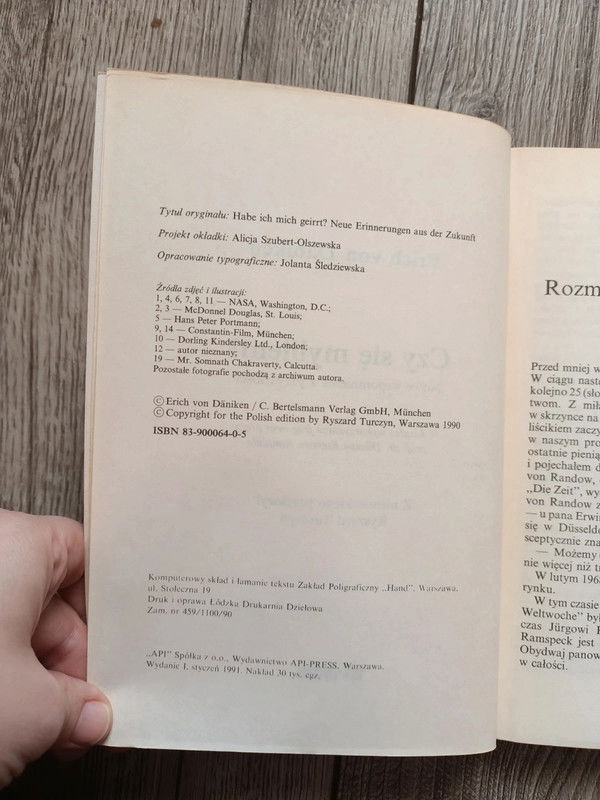 Tytuł oryginału: Habe ich mich geirrt? Neue Erinnerungen aus der Zukunft
Projekt okładki: Alicja Szubert-Olszewska
Opracowanie typograficzne: Jolanta Śledziewska
Źródła zdjęć i ilustracji:
1, 4, 6, 7, 8, 11 — NASA, Washington, D.C.;
2, 3 — McDonnel Douglas, St. Louis;
5 — Hans Peter Portmann;
9, 14 — Constantin-Film, München;
10 — Dorling Kindersley Ltd., London;
12 — autor nieznany;
19 — Mr. Somnath Chakraverty, Calcutta.
Pozostałe fotografie pochodzą z archiwum autora.
© Erich von Däniken / C. Bertelsmann Verlag GmbH, München
© Copyright for the Polish edition by Ryszard Turczyn, Warszawa 1990
ISBN 83-900064-0-5
Komputerowy skład i łamanie tekstu Zakład Poligraficzny „Hand”, Warszawa,
ul. Stołeczna 19
Druk i oprawa Łódzka Drukarnia Dziełowa
Zam. nr 459/1100/90
„API” Spółka z o.o., Wydawnictwo API-PRESS, Warszawa.
Wydanie I, styczeń 1991. Nakład 30 tys. egz.
Rozm
Przed mniej w
W ciągu nastę
kolejno 25 (sło
twom. Z mił
w skrzynce na
liścikiem zaczy
w naszym pro
ostatnie pienią
i pojechałem d
von Randow,
„Die Zeit”, wy
von Randow z
— u pana Erwi
się w Düsseldo
sceptycznie zna
— Możemy
nie więcej niż t
W lutym 1968
rynku.
W tym czasie
Weltwoche” był
czas Jürgowi
Ramspeck jest
Obydwaj panow
w całości.